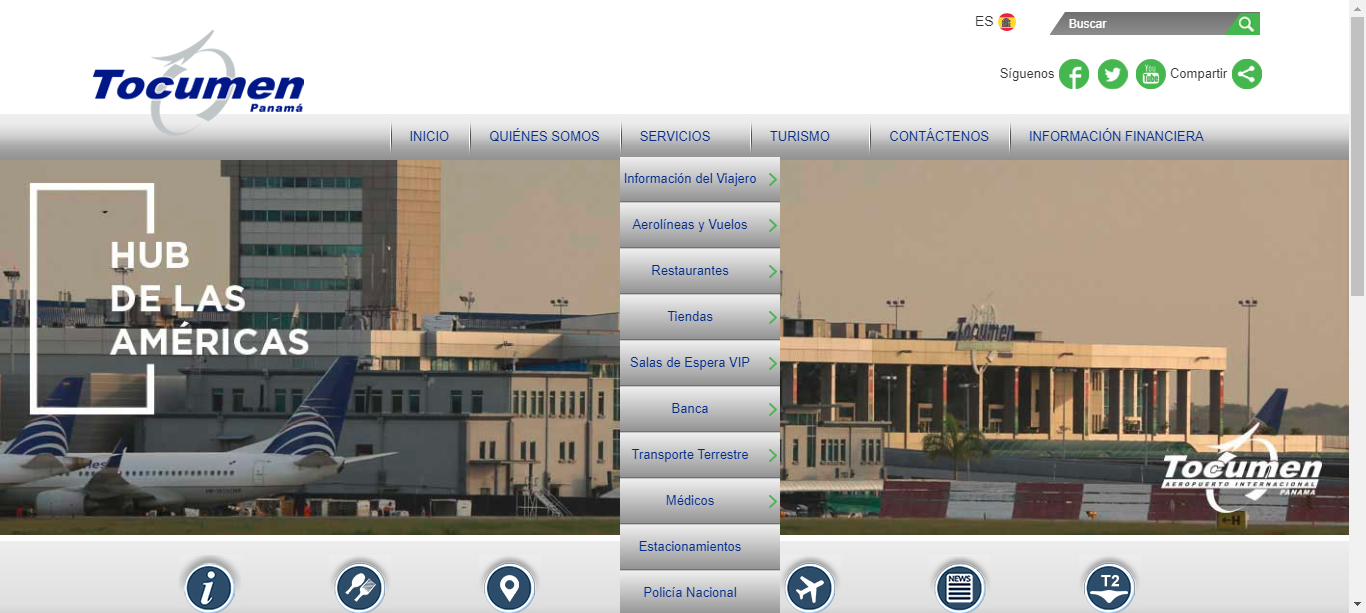 ES
Buscar
Síguenos
You
Tube
Compartir
Tocumen
Panamá
INICIO
QUIÉNES SOMOS
SERVICIOS
TURISMO
CONTÁCTENOS
INFORMACIÓN FINANCIERA
Información del Viajero
Aerolíneas y Vuelos
Restaurantes
Tiendas
Salas de Espera VIP
Banca
Transporte Terrestre
Médicos
Estacionamientos
Policía Nacional
HUB
DE LAS
AMÉRICAS
Tocumen
Tocumen
AEROPUERTO INTERNACIONAL
PANAMA
H
NEWS
T2